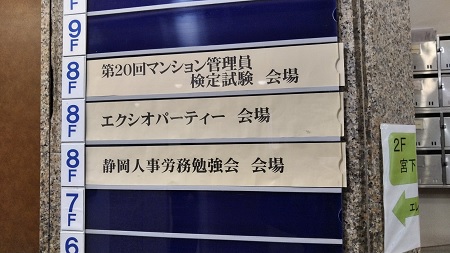 F
9F
8F 第20回マンション管理員
検定試験 会場
8F エクシオパーティー 会場
8F 静岡人事労務勉強会 会場
7F
6
2F
宮下
エレ